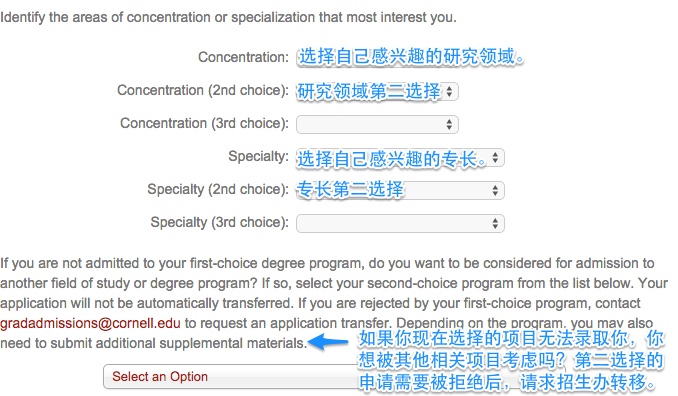 Identify the areas of concentration or specialization that most interest you.
Concentration: 选择自己感兴趣的研究领域。
Concentration (2nd choice): 研究领域第二选择
Concentration (3rd choice):
Specialty: 选择自己感兴趣的专长。
Specialty (2nd choice): 专长第二选择
Specialty (3rd choice):
If you are not admitted to your first-choice degree program, do you want to be considered for admission to
another field of study or degree program? If so, select your second-choice program from the list below. Your
application will not be automatically transferred. If you are rejected by your first-choice program, contact
gradadmissions@cornell.edu to request an application transfer. Depending on the program, you may also
need to submit additional supplemental materials.
如果你现在选择的项目无法录取你，你
想被其他相关项目考虑吗？第二选择的
申请需要被拒绝后，请求招生办转移。
Select an Option